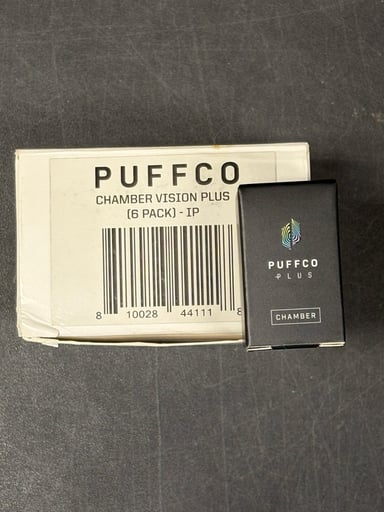 PUFFCO
CHAMBER VISION PLUS
(6 PACK) - IP
8 10028 44111 8
PUFFCO
PLUS
CHAMBER